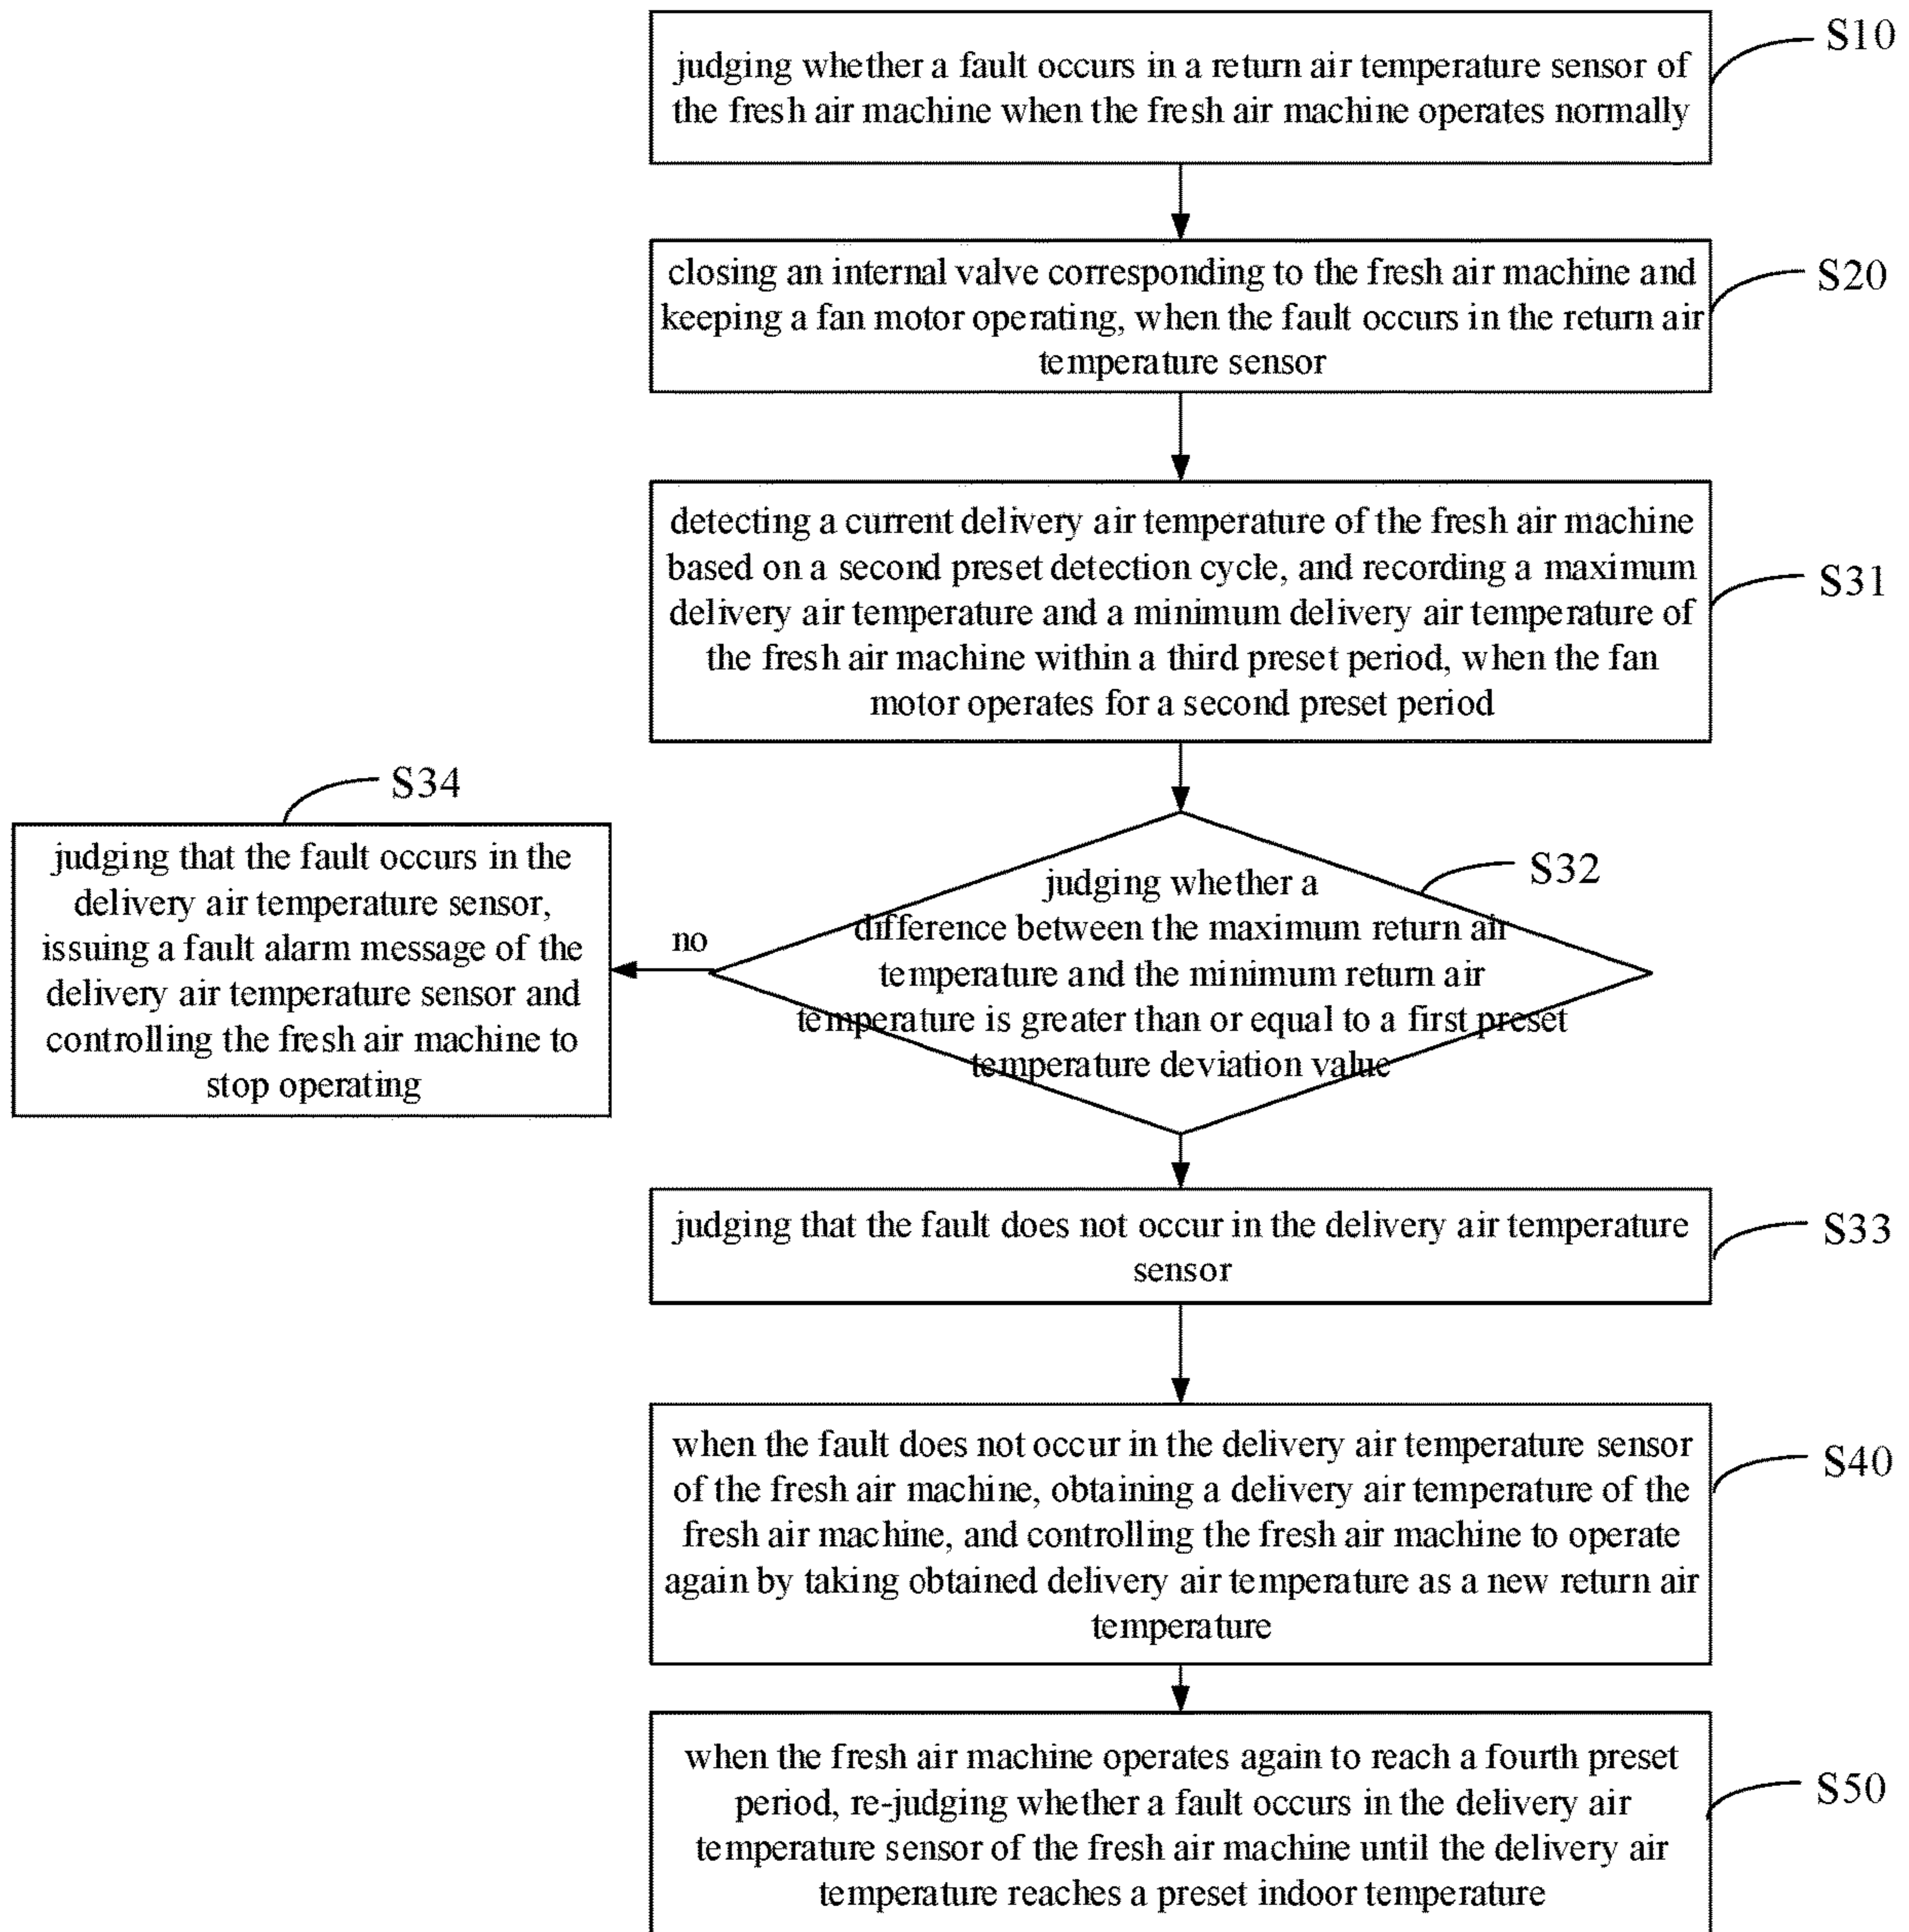 judging whether a fault occurs in a return air temperature sensor of
the fresh air machine when the fresh air machine operates normally
S10
closing an internal valve corresponding to the fresh air machine and
keeping a fan motor operating, when the fault occurs in the return air
temperature sensor
S20
detecting a current delivery air temperature of the fresh air machine
based on a second preset detection cycle, and recording a maximum
delivery air temperature and a minimum delivery air temperature of
the fresh air machine within a third preset period, when the fan
motor operates for a second preset period
S31
judging whether a
difference between the maximum return air
temperature and the minimum return air
temperature is greater than or equal to a first preset
temperature deviation value
S32
no
S34
judging that the fault occurs in the
delivery air temperature sensor,
issuing a fault alarm message of the
delivery air temperature sensor and
controlling the fresh air machine to
stop operating
judging that the fault does not occur in the delivery air temperature
sensor
S33
when the fault does not occur in the delivery air temperature sensor
of the fresh air machine, obtaining a delivery air temperature of the
fresh air machine, and controlling the fresh air machine to operate
again by taking obtained delivery air temperature as a new return air
temperature
S40
when the fresh air machine operates again to reach a fourth preset
period, re-judging whether a fault occurs in the delivery air
temperature sensor of the fresh air machine until the delivery air
temperature reaches a preset indoor temperature
S50